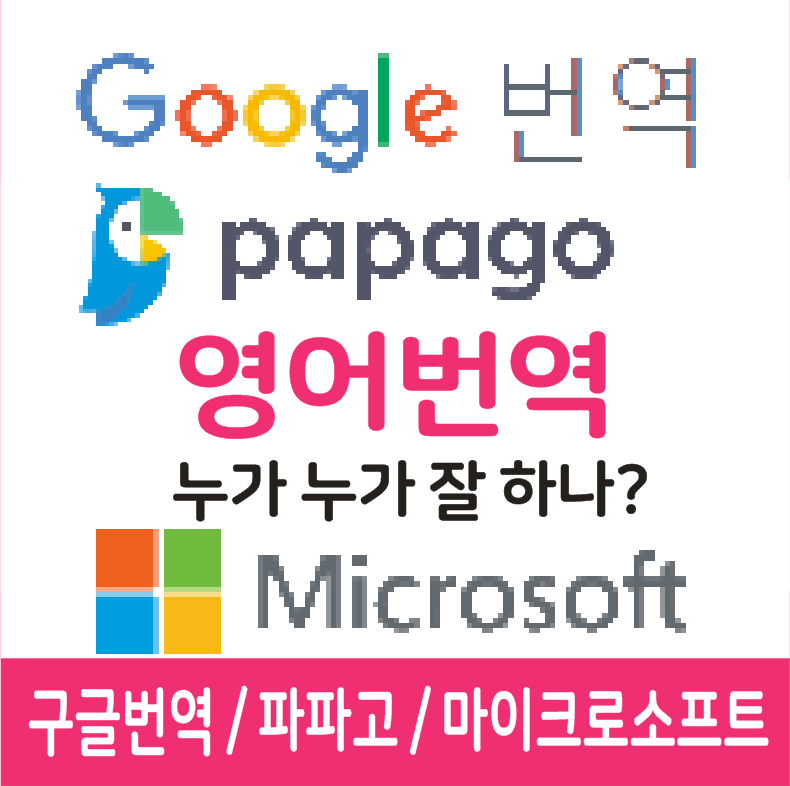 Google 번역
papago
영어번역
누가 누가 잘 하나?
Microsoft
구글번역 / 파파고 / 마이크로소프트